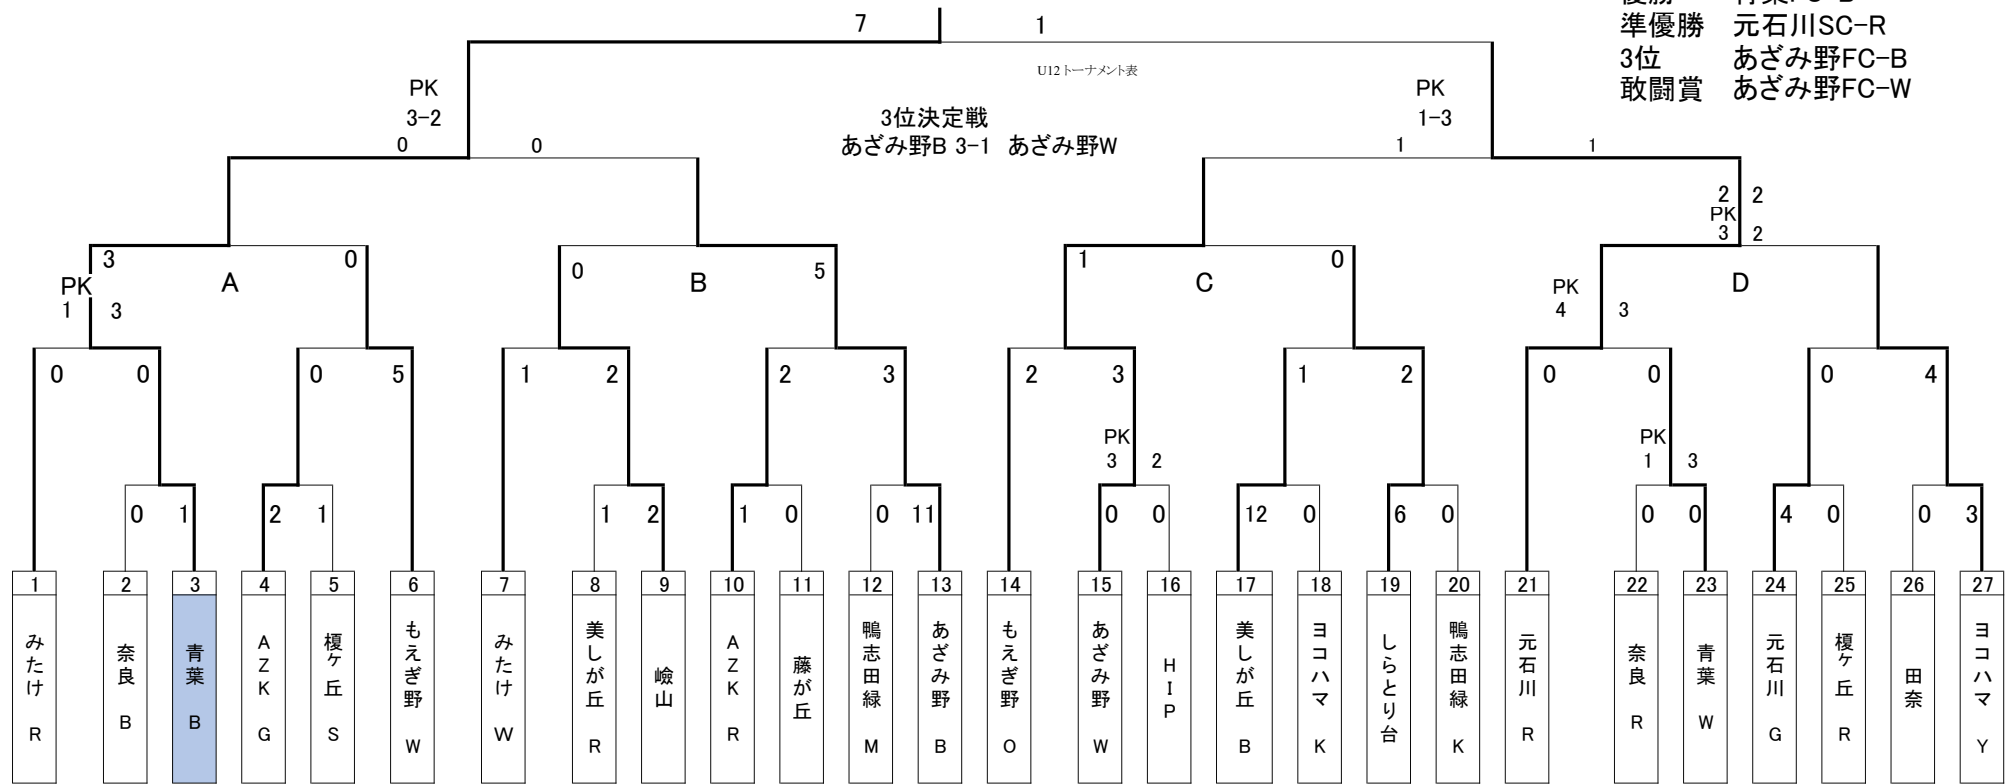 優勝 青葉FC-B
7 1
準優勝 元石川SC-R
U12トーナメント表
3位 あざみ野FC-B
敢闘賞 あざみ野FC-W
PK PK
3-2 3位決定戦 1-3
0 0 あざみ野B 3-1 あざみ野W 1 1
2 2
PK
3 2
3 0 0 5 1 0
PK A B C PK D
1 3 4 3
0 0 0 5 1 2 2 3 2 3 1 2 0 0 0 4
PK PK
3 2 1 3
0 1 2 1 1 2 1 0 0 11 0 0 12 0 6 0 0 0 4 0 0 3
1 2 3 4 5 6 7 8 9 10 11 12 13 14 15 16 17 18 19 20 21 22 23 24 25 26 27
みたけ R
奈良 B
青葉 B
AZK G
榎ヶ丘 S
もえぎ野 W
みたけ W
美しが丘 R
嶮山
AZK R
藤が丘
鴨志田緑 M
あざみ野 B
もえぎ野 O
あざみ野 W
HIP
美しが丘 B
ヨコハマ K
しらとり台
鴨志田緑 K
元石川 R
奈良 R
青葉 W
元石川 G
榎ヶ丘 R
田奈
ヨコハマ Y